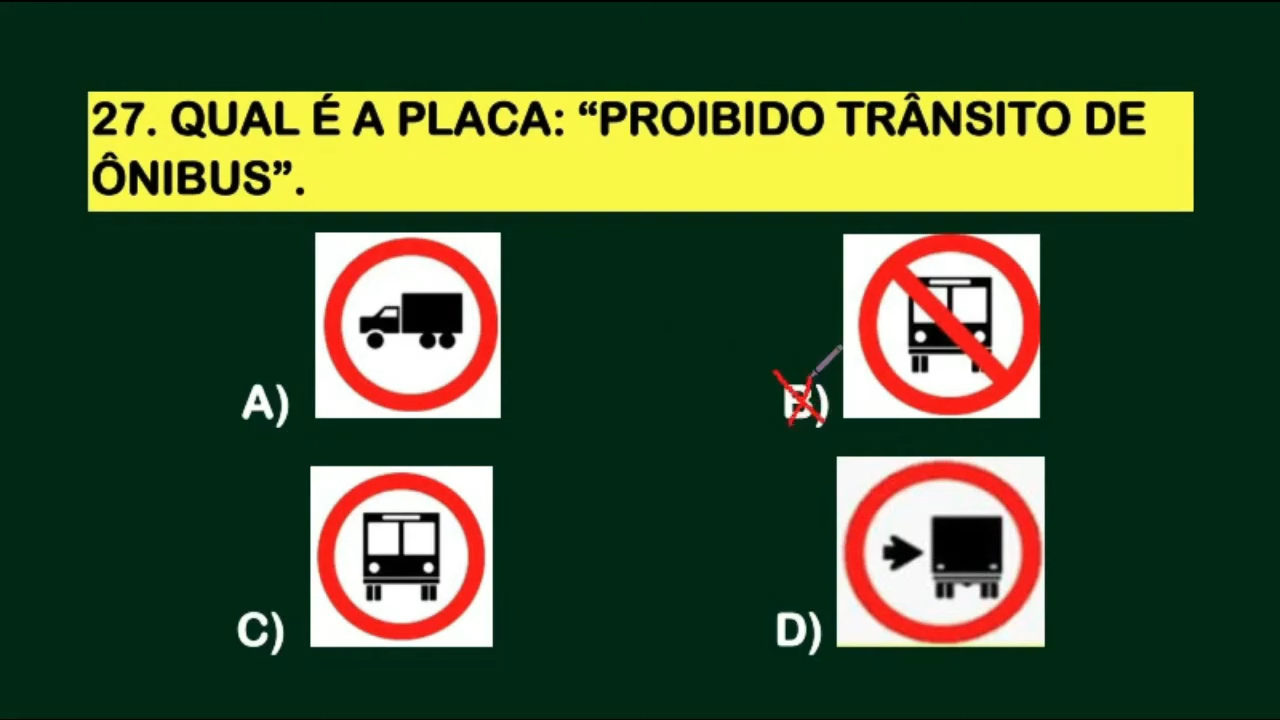 27. QUAL É A PLACA: “PROIBIDO TRÂNSITO DE
ÔNIBUS”.
A)
B)
C)
D)